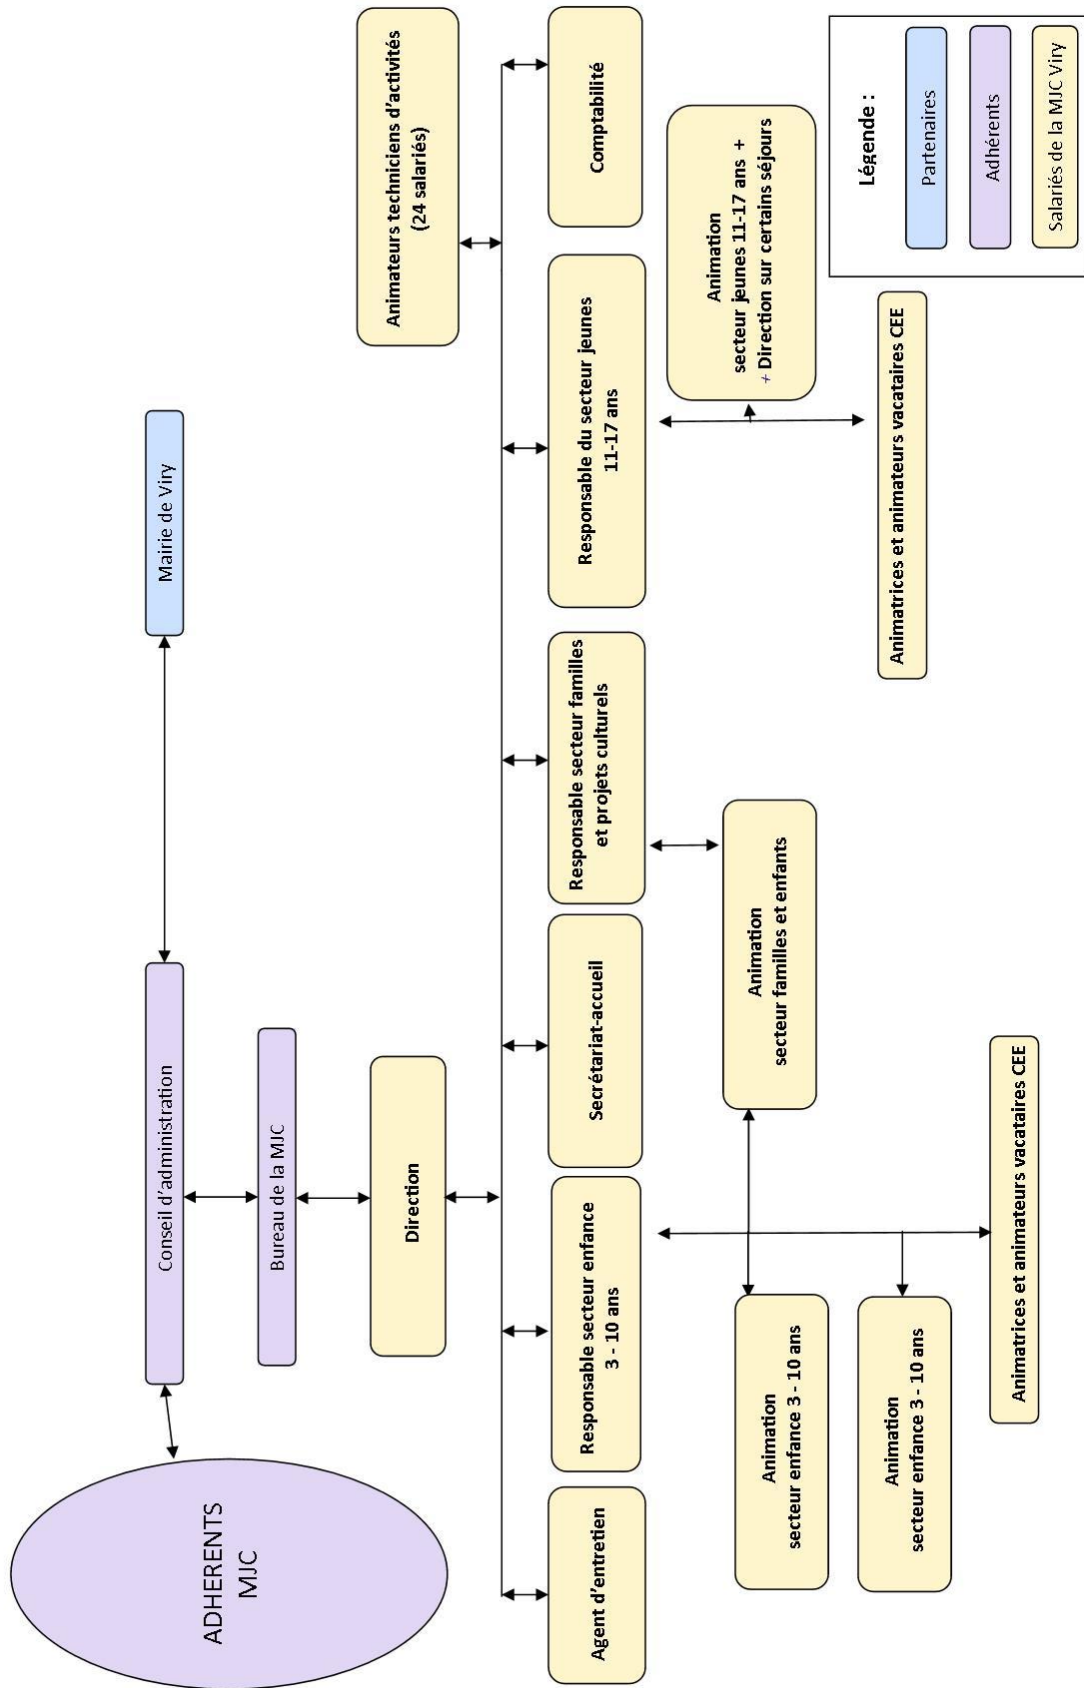 ADHERENTS
MJC
Conseil d’administration
Mairie de Viry
Bureau de la MJC
Direction
Animateurs techniciens d’activités
(24 salariés)
Agent d’entretien
Responsable secteur enfance
3 - 10 ans
Secrétariat-accueil
Responsable secteur familles
et projets culturels
Responsable du secteur jeunes
11-17 ans
Comptabilité
Animation
secteur enfance 3 - 10 ans
Animation
secteur familles et enfants
Animation
secteur jeunes 11-17 ans +
+ Direction sur certains séjours
Animation
secteur enfance 3 - 10 ans
Animatrices et animateurs vacataires CEE
Animatrices et animateurs vacataires CEE
Légende :
Partenaires
Adhérents
Salariés de la MJC Viry